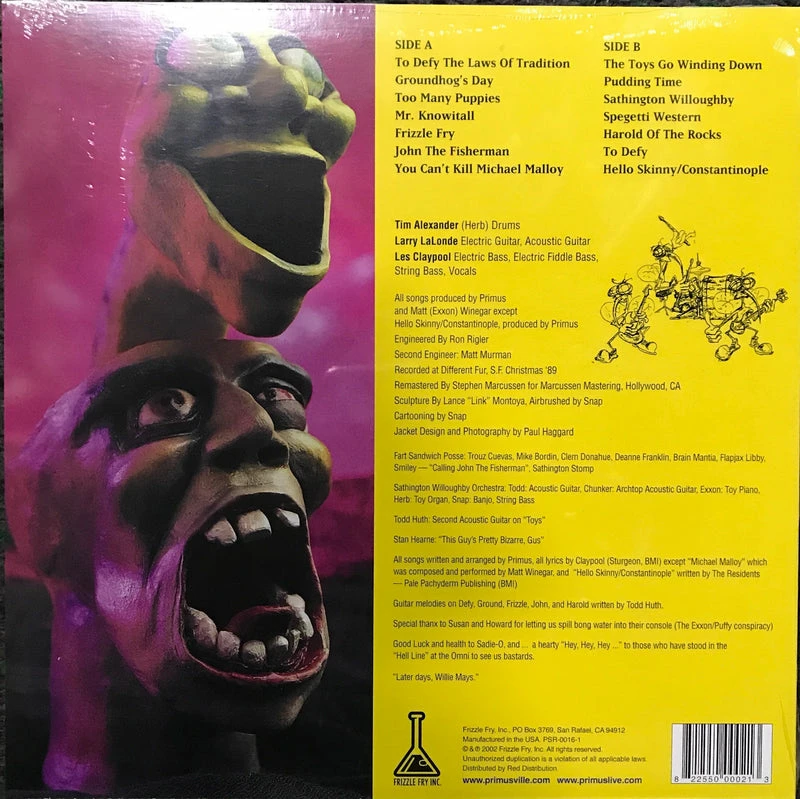 SIDE A
To Defy The Laws Of Tradition
Groundhog's Day
Too Many Puppies
Mr. Knowitall
Frizzle Fry
John The Fisherman
You Can't Kill Michael Malloy
SIDE B
The Toys Go Winding Down
Pudding Time
Sathington Willoughby
Spegetti Western
Harold Of The Rocks
To Defy
Hello Skinny/Constantinople
Tim Alexander (Herb) Drums
Larry LaLonde Electric Guitar, Acoustic Guitar
Les Claypool Electric Bass, Electric Fiddle Bass,
String Bass, Vocals
All songs produced by Primus
and Matt (Exxon) Winegar except
Hello Skinny/Constantinople, produced by Primus
Engineered By Ron Rigler
Second Engineer: Matt Murman
Recorded at Different Fur, S.F. Christmas '89
Remastered By Stephen Marcussen for Marcussen Mastering, Hollywood, CA
Sculpture By Lance "Link" Montoya, Airbrushed by Snap
Cartooning by Snap
Jacket Design and Photography by Paul Haggard
Fart Sandwich Posse: Trouz Cuevas, Mike Bordin, Clem Donahue, Deanne Franklin, Brain Mantia, Flapjax Libby,
Smiley — "Calling John The Fisherman", Sathington Stomp
Sathington Willoughby Orchestra: Todd: Acoustic Guitar, Chunker: Archtop Acoustic Guitar, Exxon: Toy Piano,
Herb: Toy Organ, Snap: Banjo, String Bass
Todd Huth: Second Acoustic Guitar on "Toys"
Stan Hearne: "This Guy's Pretty Bizarre, Gus"
All songs written and arranged by Primus, all lyrics by Claypool (Sturgeon, BMI) except "Michael Malloy" which
was composed and performed by Matt Winegar, and "Hello Skinny/Constantinople" written by The Residents
— Pale Pachyderm Publishing (BMI)
Guitar melodies on Defy, Ground, Frizzle, John, and Harold written by Todd Huth.
Special thanx to Susan and Howard for letting us spill bong water into their console (The Exxon/Puffy conspiracy)
Good Luck and health to Sadie-O, and ... a hearty "Hey, Hey, Hey ..." to those who have stood in the
"Hell Line" at the Omni to see us bastards.
"Later days, Willie Mays."
FRIZZLE FRY INC.
Frizzle Fry, Inc., PO Box 3769, San Rafael, CA 94912
Manufactured in the USA. PSR-0016-1
© & ℗ 2002 Frizzle Fry, Inc. All rights reserved.
Unauthorized duplication is a violation of all applicable laws.
Distributed by Red Distribution.
www.primusville.com www.primuslive.com
8 22550 00021 3